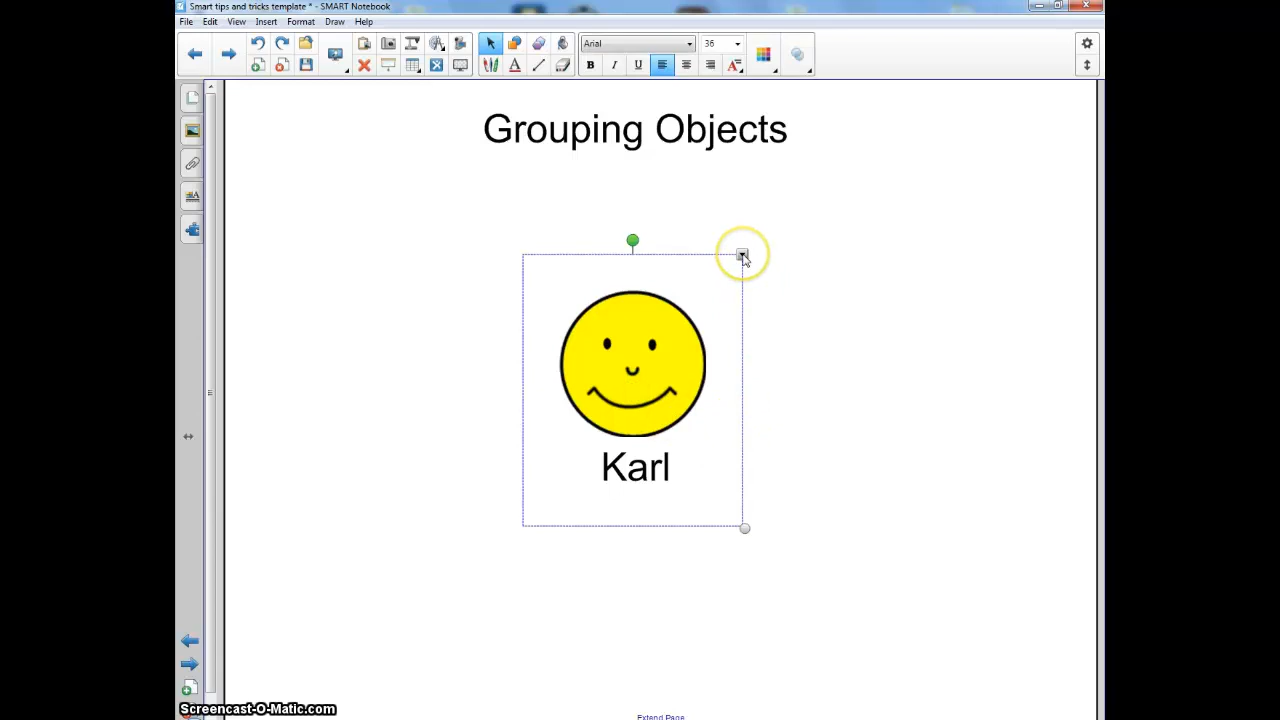 Smart tips and tricks template * - SMART Notebook
File Edit View Insert Format Draw Help
Arial 36
B I U A
Grouping Objects
Karl
Extend Page
Screencast-O-Matic.com